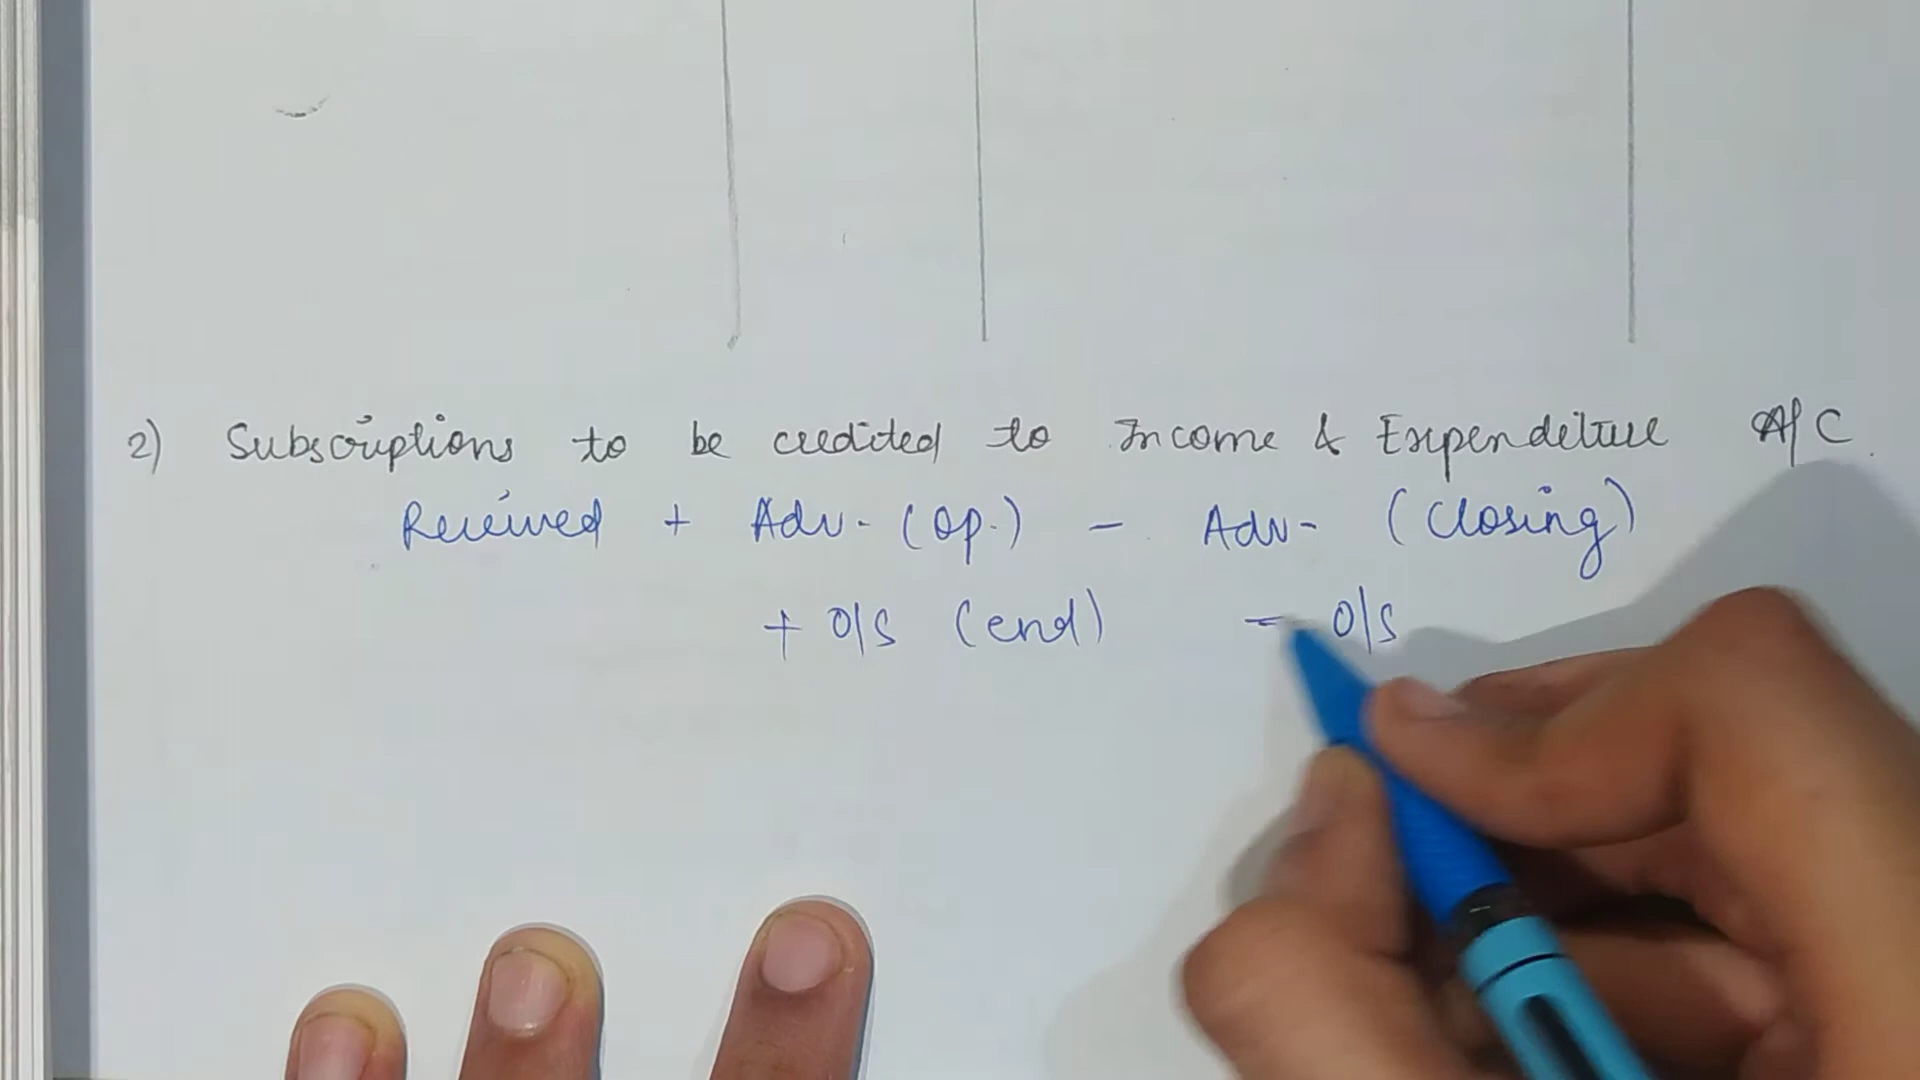 2) Subscriptions to be credited to Income & Expenditure A/C
Received + Adv. (op.) - Adv. (closing)
+ O/S (end) - O/S